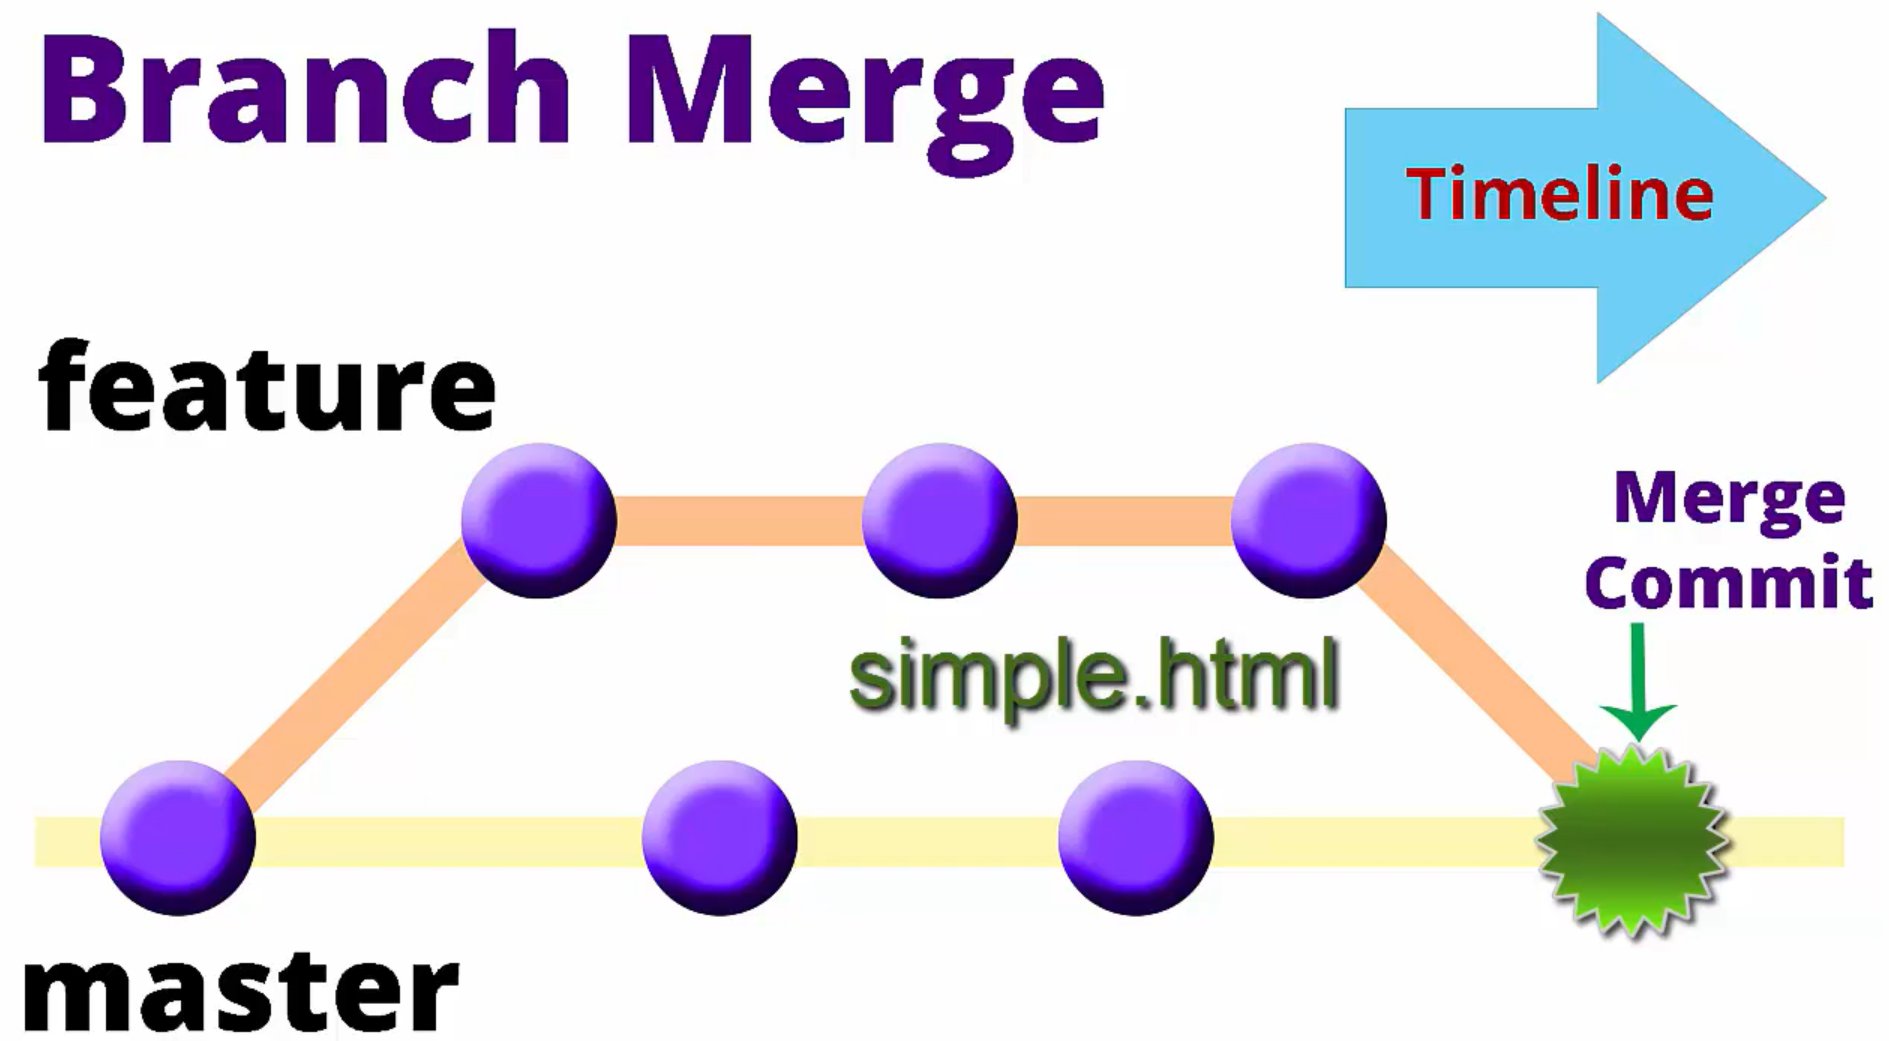 Branch Merge
Timeline
feature
Merge
Commit
simple.html
master